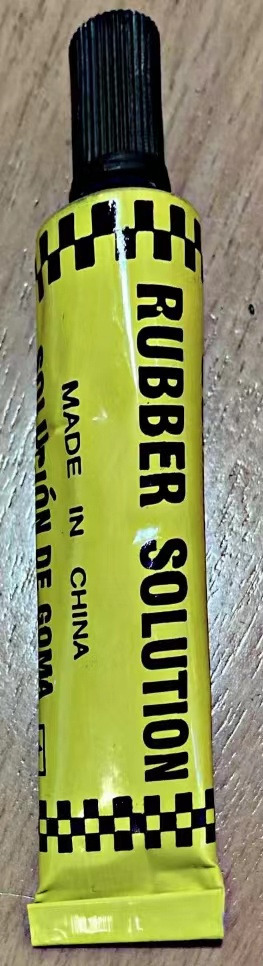 RUBBER SOLUTION
MADE IN CHINA
SOLUCIÓN DE GOMA